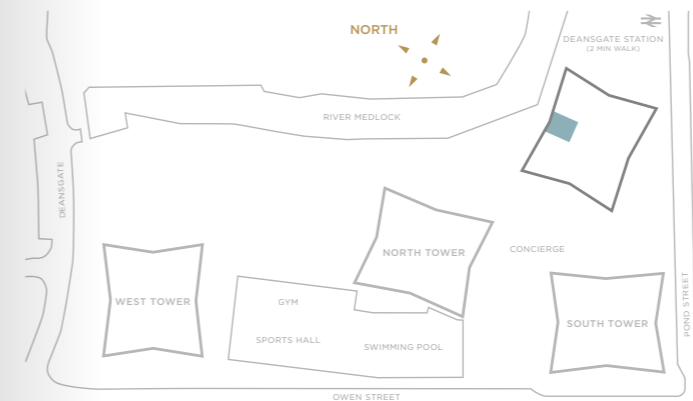 NORTH
DEANSGATE STATION
(2 MIN WALK)
RIVER MEDLOCK
DEANSGATE
NORTH TOWER
CONCIERGE
WEST TOWER
GYM
SOUTH TOWER
SPORTS HALL
SWIMMING POOL
POND STREET
OWEN STREET